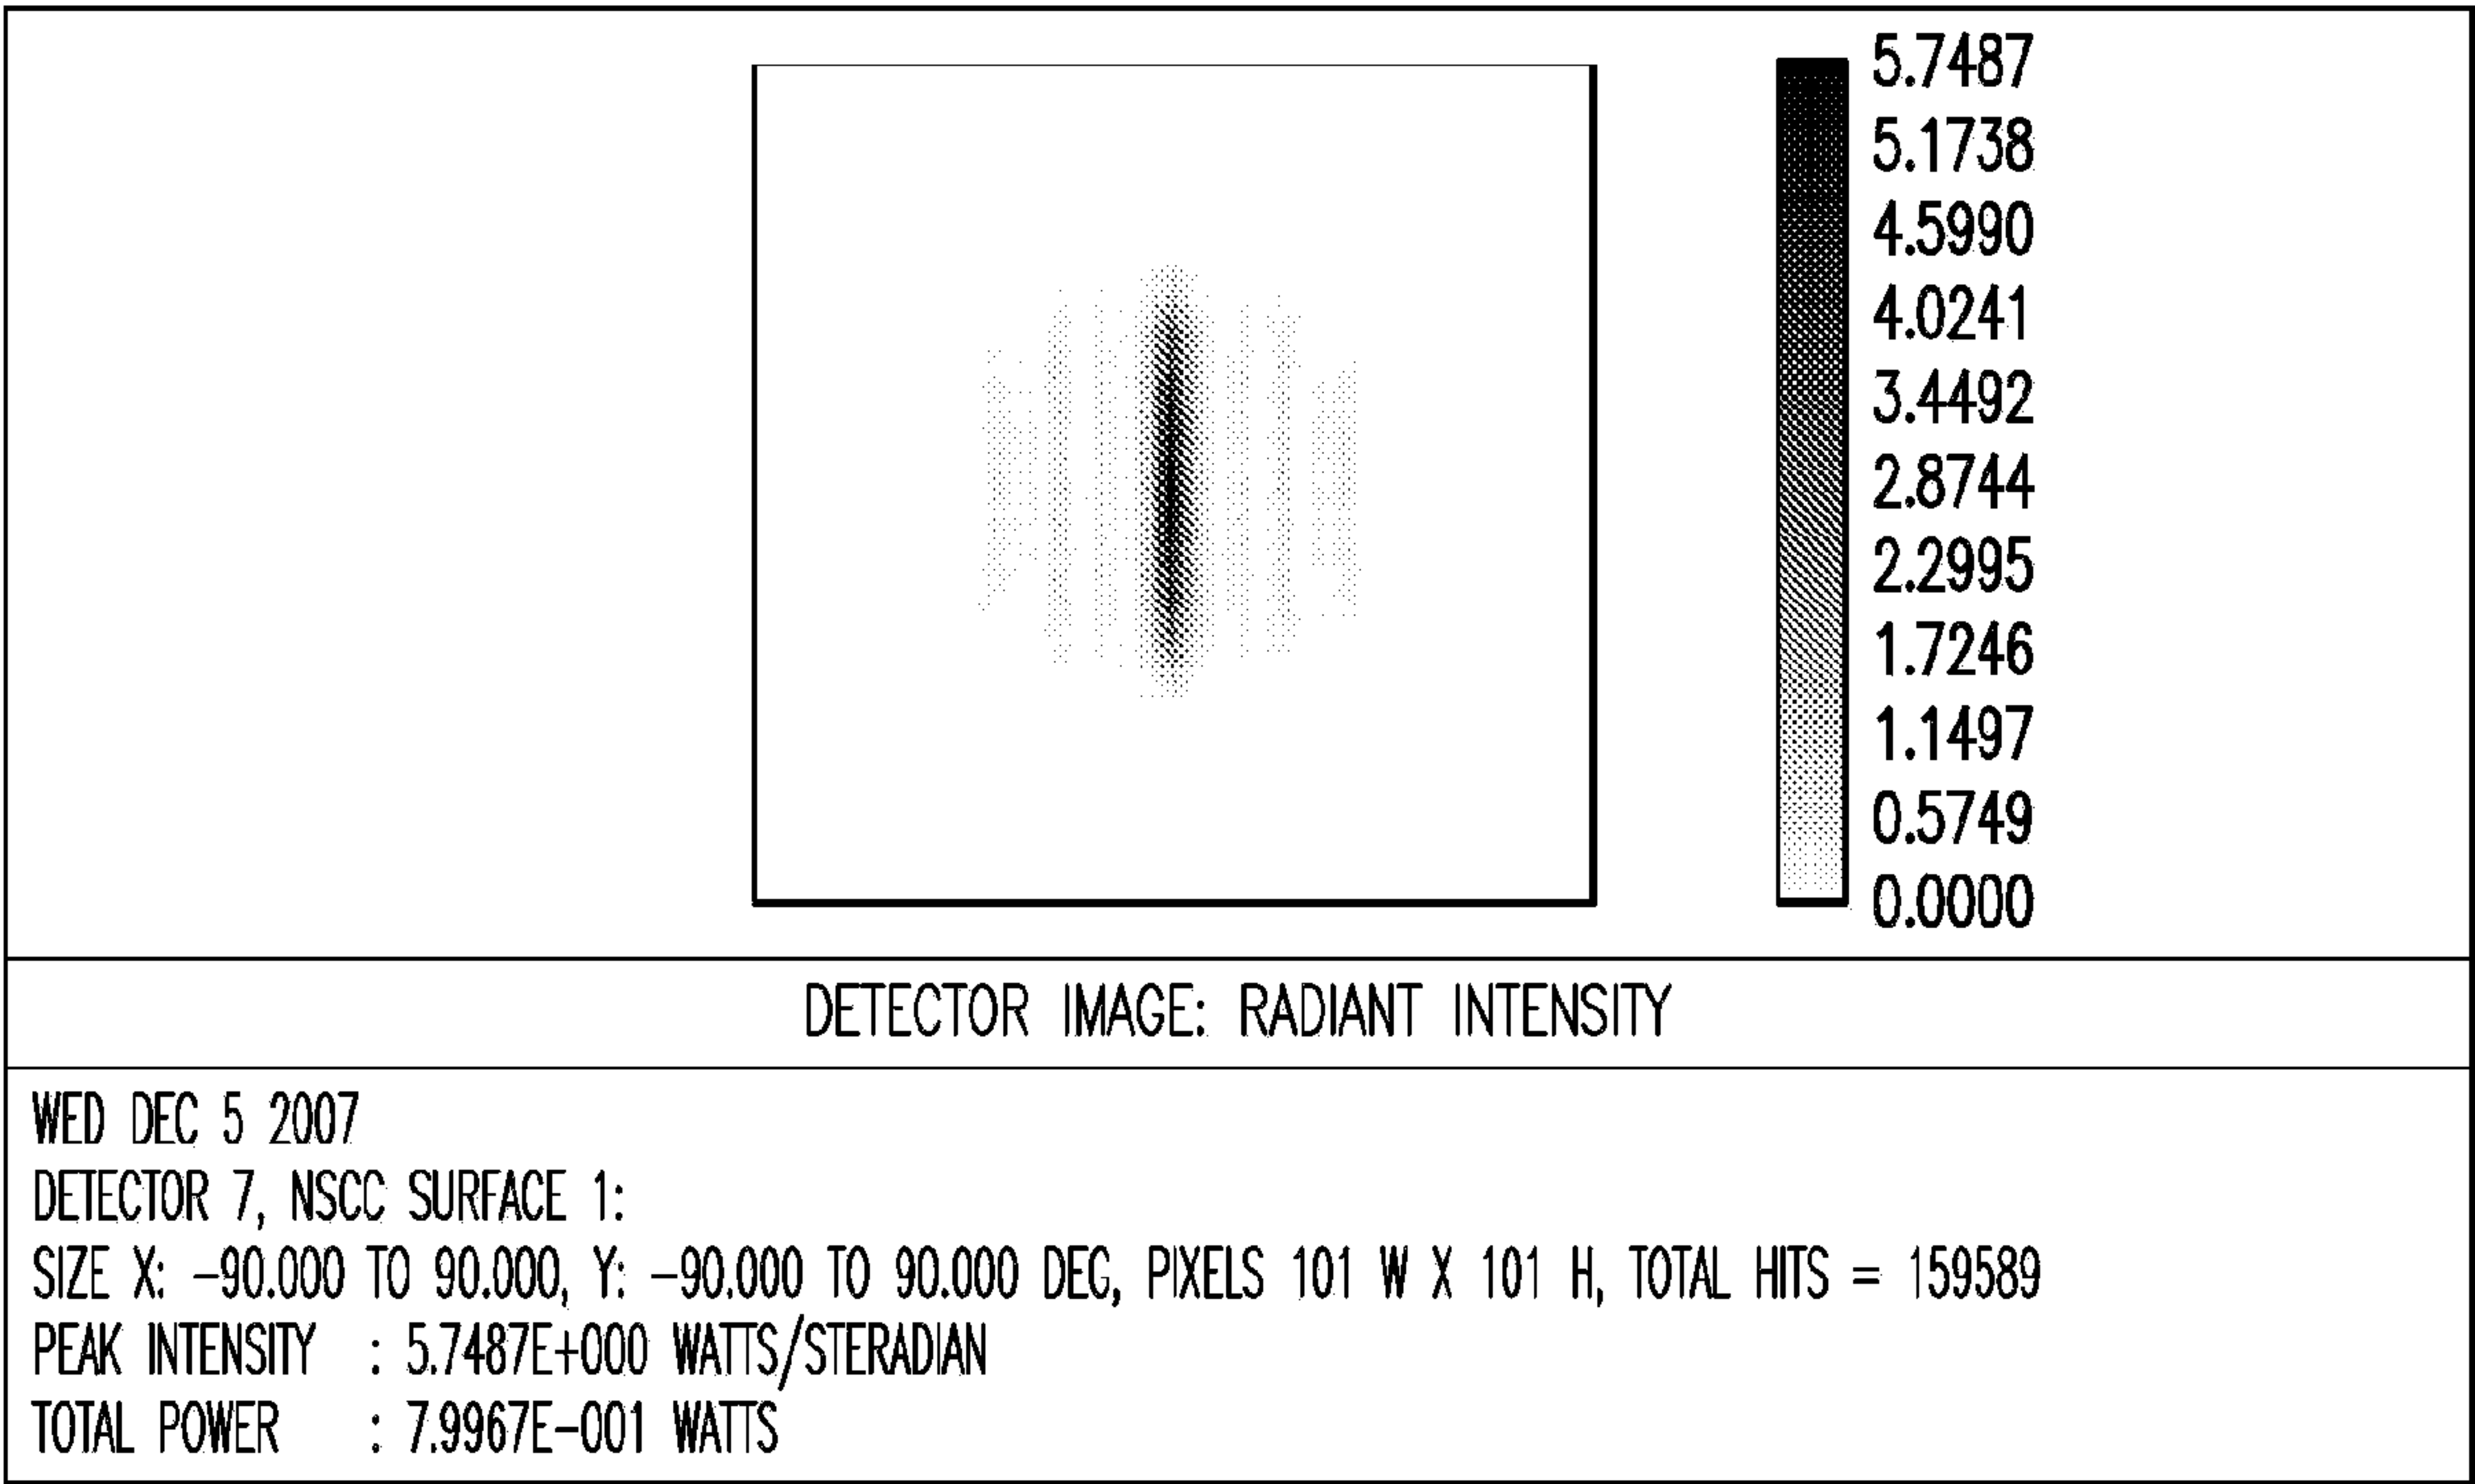 5.7487
5.1738
4.5990
4.0241
3.4492
2.8744
2.2995
1.7246
1.1497
0.5749
0.0000
DETECTOR IMAGE: RADIANT INTENSITY
WED DEC 5 2007
DETECTOR 7, NSCC SURFACE 1:
SIZE X: -90.000 TO 90.000, Y: -90.000 TO 90.000 DEG, PIXELS 101 W X 101 H, TOTAL HITS = 159589
PEAK INTENSITY : 5.7487E+000 WATTS/STERADIAN
TOTAL POWER : 7.9967E-001 WATTS